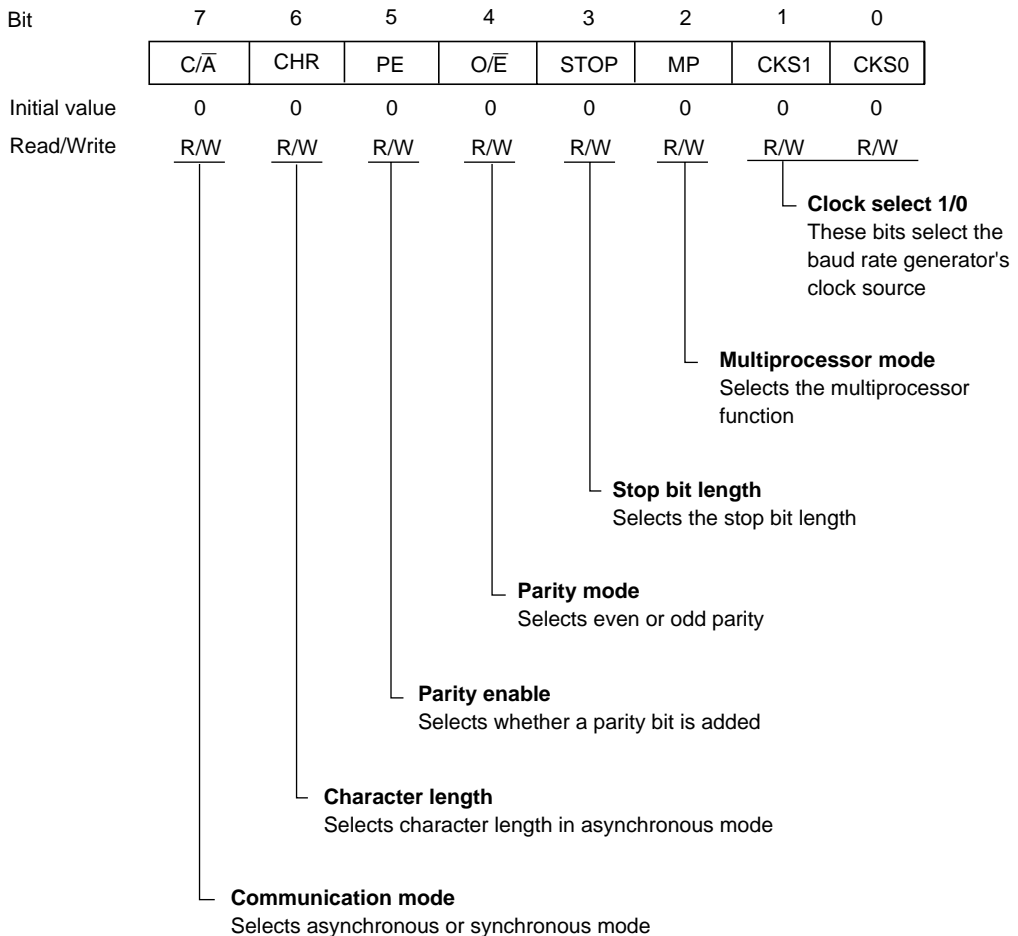 Bit 7 6 5 4 3 2 1 0
C/A̅ CHR PE O/E̅ STOP MP CKS1 CKS0
Initial value 0 0 0 0 0 0 0 0
Read/Write R/W R/W R/W R/W R/W R/W R/W R/W
Clock select 1/0
These bits select the
baud rate generator's
clock source
Multiprocessor mode
Selects the multiprocessor
function
Stop bit length
Selects the stop bit length
Parity mode
Selects even or odd parity
Parity enable
Selects whether a parity bit is added
Character length
Selects character length in asynchronous mode
Communication mode
Selects asynchronous or synchronous mode